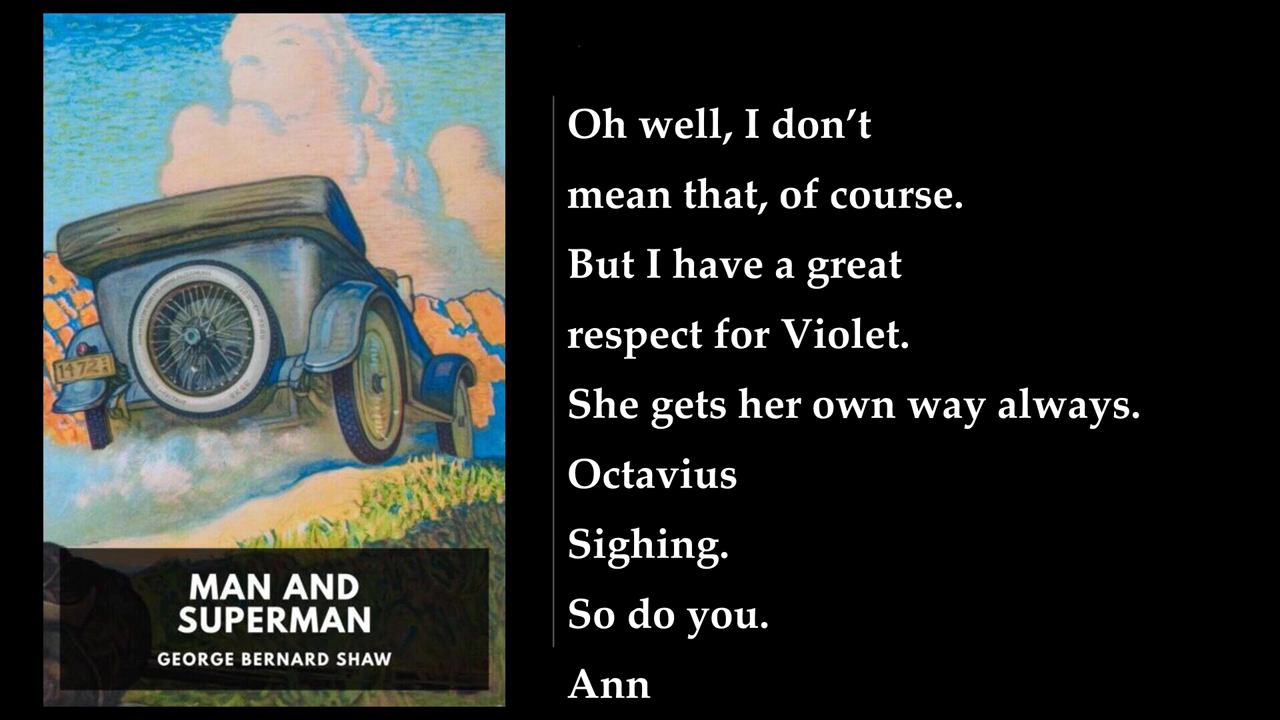 1472
MAN AND
SUPERMAN
GEORGE BERNARD SHAW
Oh well, I don’t
mean that, of course.
But I have a great
respect for Violet.
She gets her own way always.
Octavius
Sighing.
So do you.
Ann